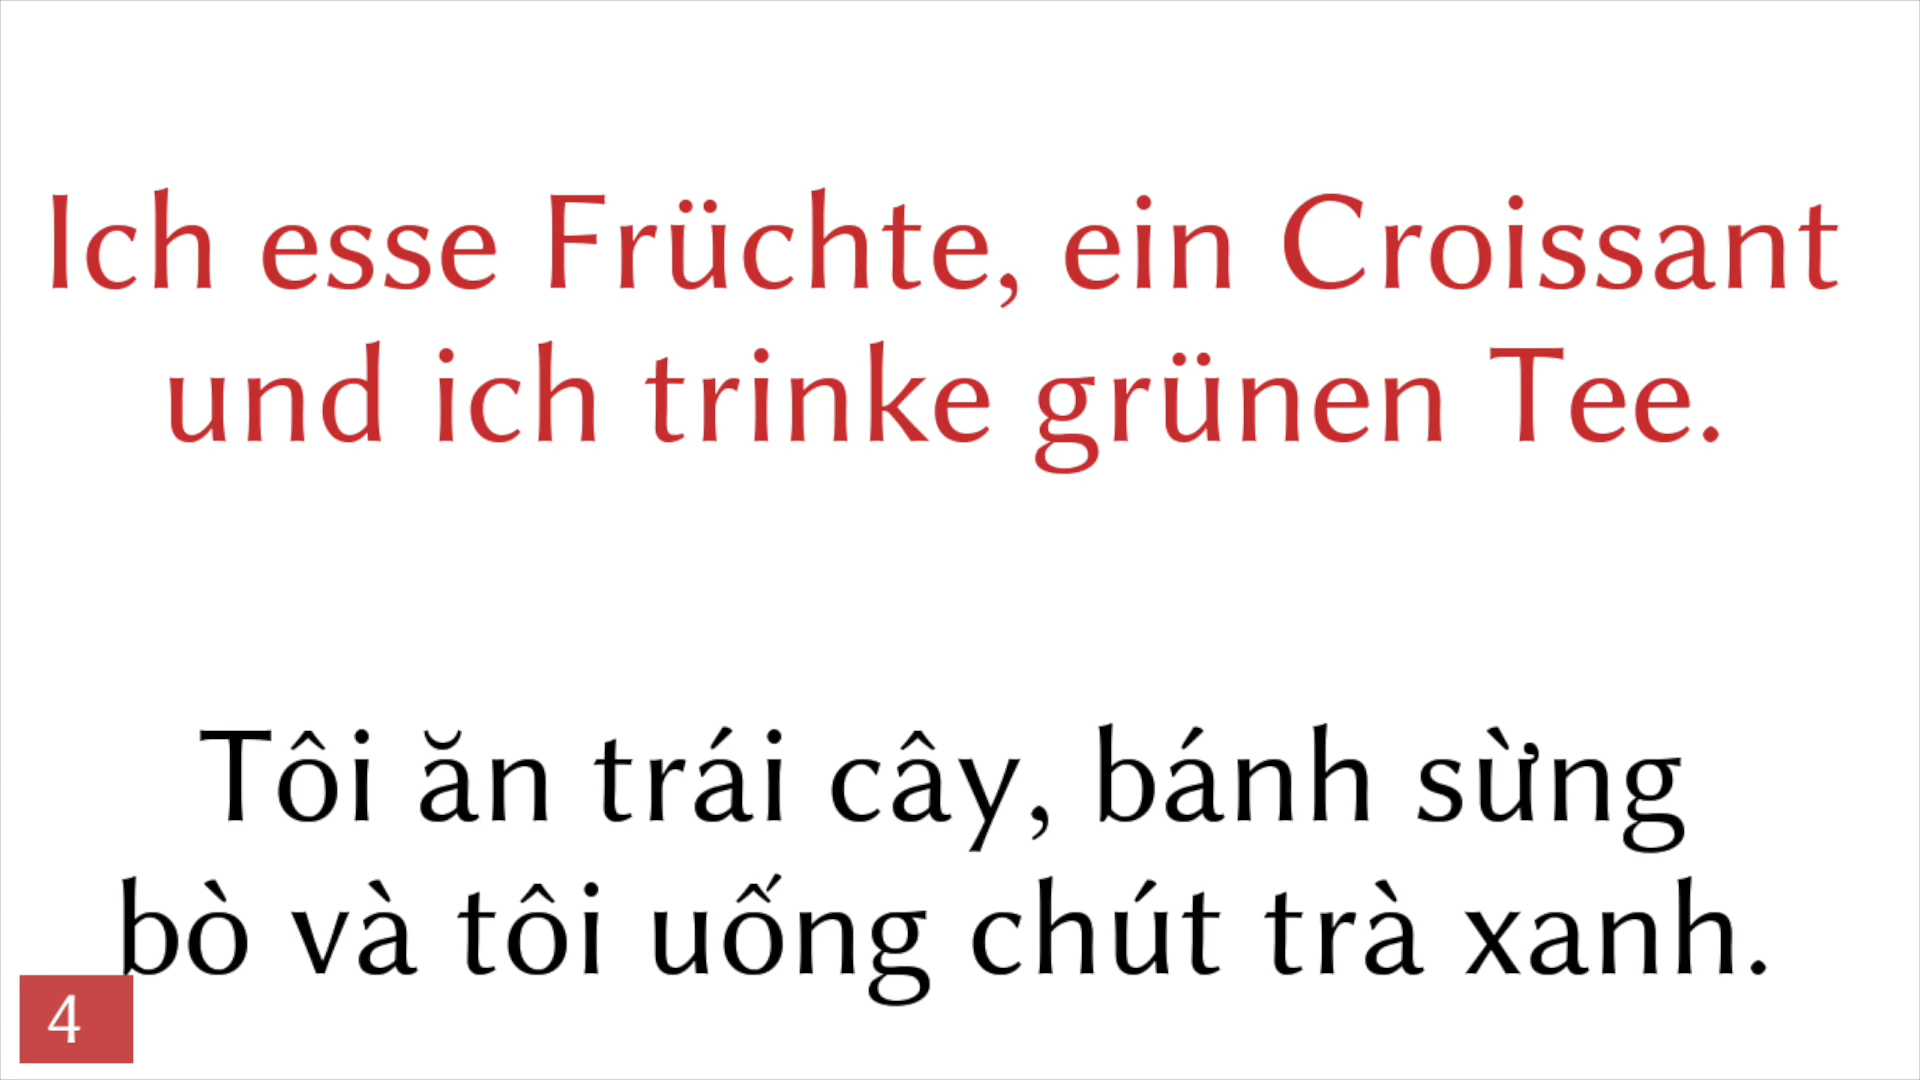 Ich esse Früchte, ein Croissant
und ich trinke grünen Tee.
Tôi ăn trái cây, bánh sừng
bò và tôi uống chút trà xanh.
4